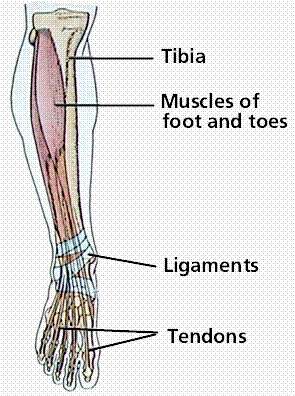 Tibia
Muscles of
foot and toes
Ligaments
Tendons